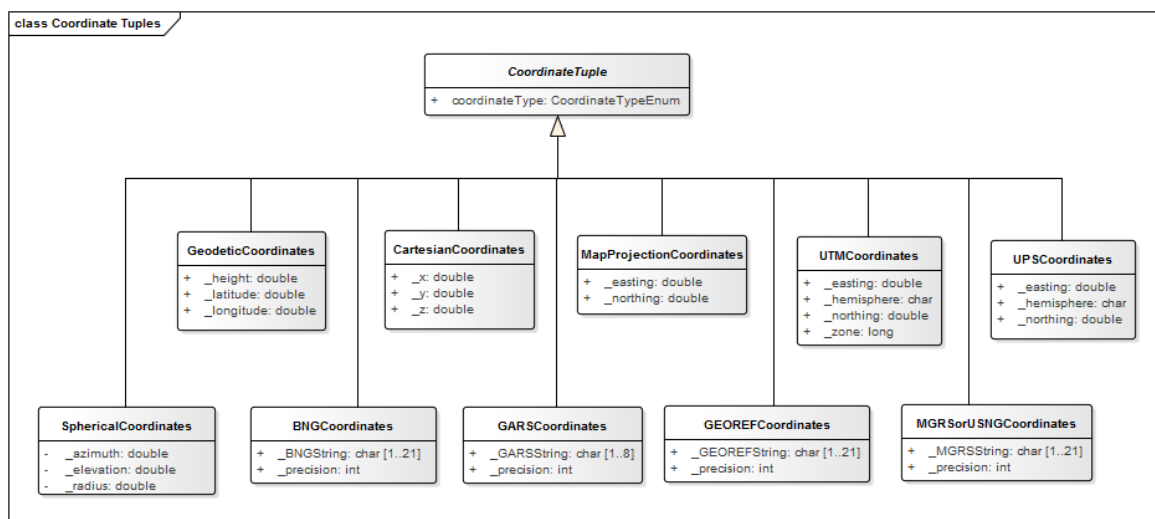 class Coordinate Tuples
CoordinateTuple
+ coordinateType: CoordinateTypeEnum
GeodeticCoordinates
+ _height: double
+ _latitude: double
+ _longitude: double
CartesianCoordinates
+ _x: double
+ _y: double
+ _z: double
MapProjectionCoordinates
+ _easting: double
+ _northing: double
UTMCoordinates
+ _easting: double
+ _hemisphere: char
+ _northing: double
+ _zone: long
UPSCoordinates
+ _easting: double
+ _hemisphere: char
+ _northing: double
SphericalCoordinates
- _azimuth: double
- _elevation: double
- _radius: double
BNGCoordinates
+ _BNGString: char [1..21]
+ _precision: int
GARSCoordinates
+ _GARSString: char [1..8]
+ _precision: int
GEOREFCoordinates
+ _GEOREFString: char [1..21]
+ _precision: int
MGRSorUSNGCoordinates
+ _MGRSString: char [1..21]
+ _precision: int